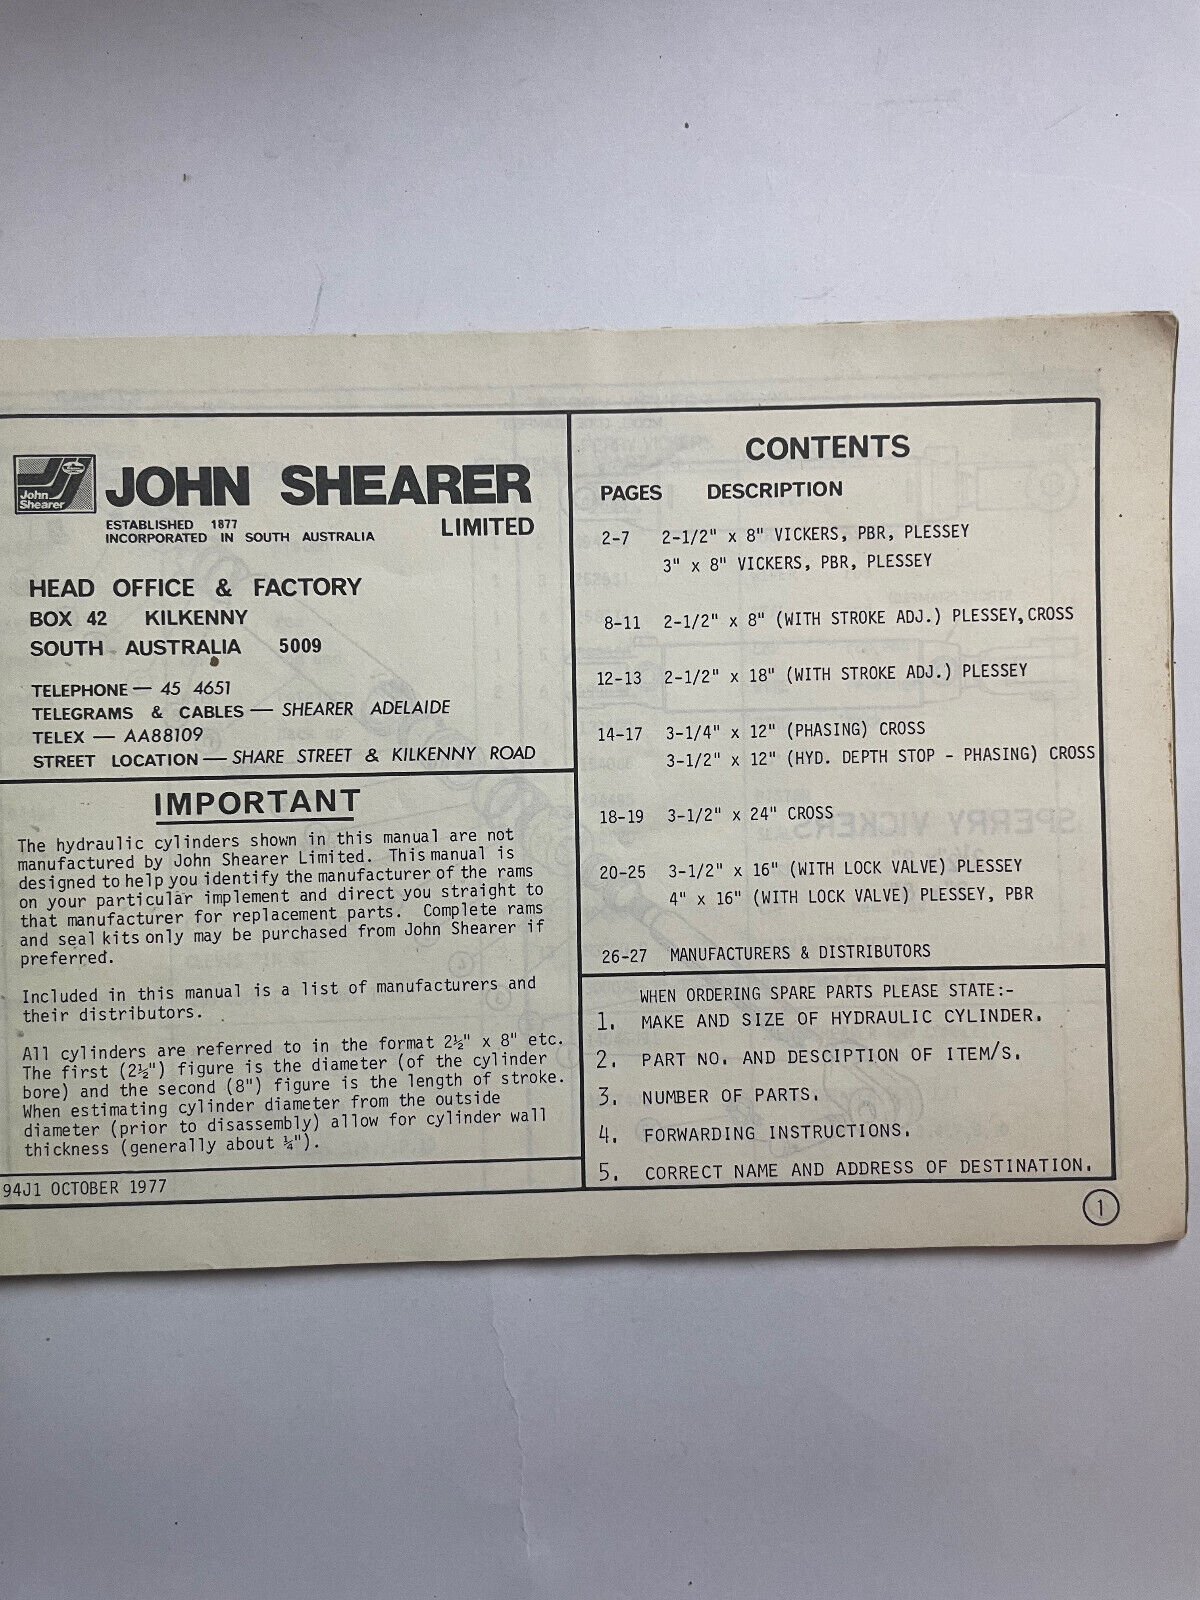 John
Shearer
JOHN SHEARER
ESTABLISHED 1877
INCORPORATED IN SOUTH AUSTRALIA
LIMITED
HEAD OFFICE & FACTORY
BOX 42 KILKENNY
SOUTH AUSTRALIA 5009
TELEPHONE — 45 4651
TELEGRAMS & CABLES — SHEARER ADELAIDE
TELEX — AA88109
STREET LOCATION — SHARE STREET & KILKENNY ROAD
IMPORTANT
The hydraulic cylinders shown in this manual are not
manufactured by John Shearer Limited. This manual is
designed to help you identify the manufacturer of the rams
on your particular implement and direct you straight to
that manufacturer for replacement parts. Complete rams
and seal kits only may be purchased from John Shearer if
preferred.
Included in this manual is a list of manufacturers and
their distributors.
All cylinders are referred to in the format 2½" x 8" etc.
The first (2½") figure is the diameter (of the cylinder
bore) and the second (8") figure is the length of stroke.
When estimating cylinder diameter from the outside
diameter (prior to disassembly) allow for cylinder wall
thickness (generally about ¼").
94J1 OCTOBER 1977
CONTENTS
PAGES DESCRIPTION
2-7 2-1/2" x 8" VICKERS, PBR, PLESSEY
3" x 8" VICKERS, PBR, PLESSEY
8-11 2-1/2" x 8" (WITH STROKE ADJ.) PLESSEY, CROSS
12-13 2-1/2" x 18" (WITH STROKE ADJ.) PLESSEY
14-17 3-1/4" x 12" (PHASING) CROSS
3-1/2" x 12" (HYD. DEPTH STOP - PHASING) CROSS
18-19 3-1/2" x 24" CROSS
20-25 3-1/2" x 16" (WITH LOCK VALVE) PLESSEY
4" x 16" (WITH LOCK VALVE) PLESSEY, PBR
26-27 MANUFACTURERS & DISTRIBUTORS
WHEN ORDERING SPARE PARTS PLEASE STATE:-
1. MAKE AND SIZE OF HYDRAULIC CYLINDER.
2. PART NO. AND DESCIPTION OF ITEM/S.
3. NUMBER OF PARTS.
4. FORWARDING INSTRUCTIONS.
5. CORRECT NAME AND ADDRESS OF DESTINATION.
1